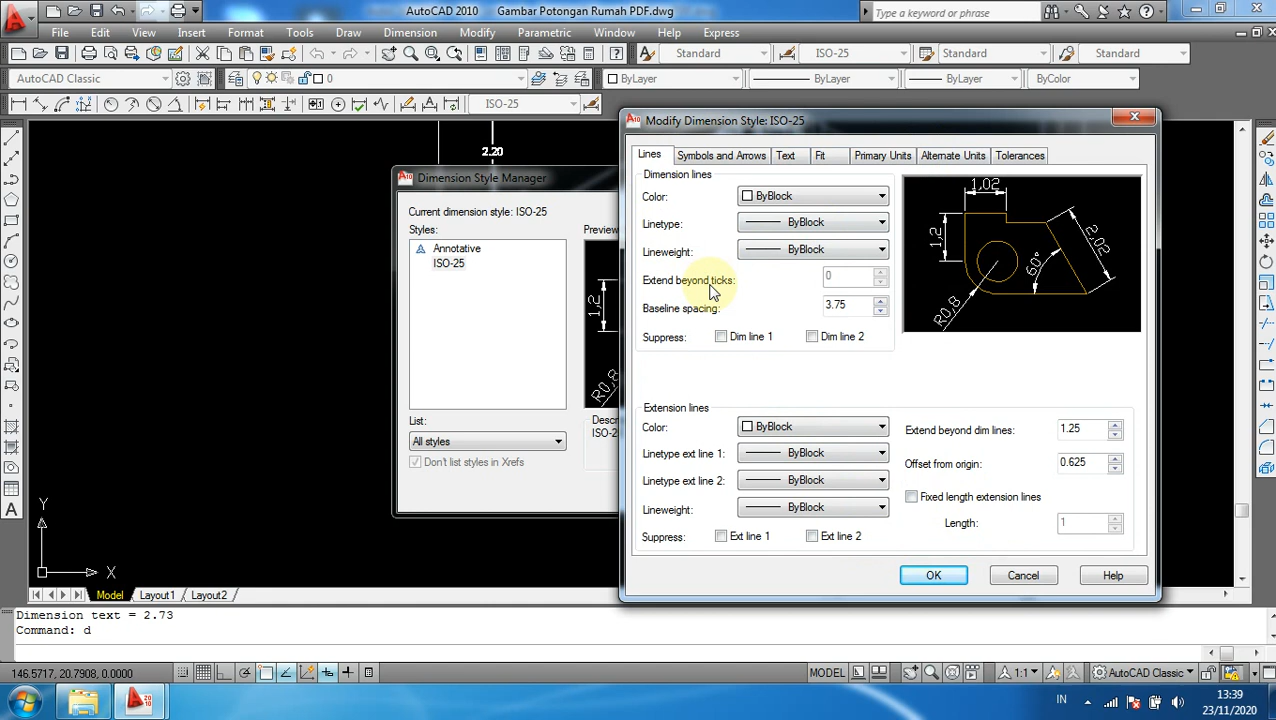 AutoCAD 2010 Gambar Potongan Rumah PDF.dwg Type a keyword or phrase
File Edit View Insert Format Tools Draw Dimension Modify Parametric Window Help Express
Standard ISO-25 Standard Standard
AutoCAD Classic 0 ByLayer ByLayer ByLayer ByColor
ISO-25
2.20
Dimension Style Manager
Current dimension style: ISO-25
Styles:
Annotative
ISO-25
List:
All styles
Don't list styles in Xrefs
Preview
1,2
R0,8
Descr
ISO-2
Modify Dimension Style: ISO-25
Lines Symbols and Arrows Text Fit Primary Units Alternate Units Tolerances
Dimension lines
Color: ByBlock
Linetype: ByBlock
Lineweight: ByBlock
Extend beyond ticks: 0
Baseline spacing: 3.75
Suppress: Dim line 1 Dim line 2
1,02
1,2
2,02
60°
R0,8
Extension lines
Color: ByBlock
Linetype ext line 1: ByBlock
Linetype ext line 2: ByBlock
Lineweight: ByBlock
Suppress: Ext line 1 Ext line 2
Extend beyond dim lines: 1.25
Offset from origin: 0.625
Fixed length extension lines
Length: 1
OK Cancel Help
Y
X
Model Layout1 Layout2
Dimension text = 2.73
Command: d
146.5717, 20.7908, 0.0000 MODEL 1:1 AutoCAD Classic
IN 13:39
23/11/2020